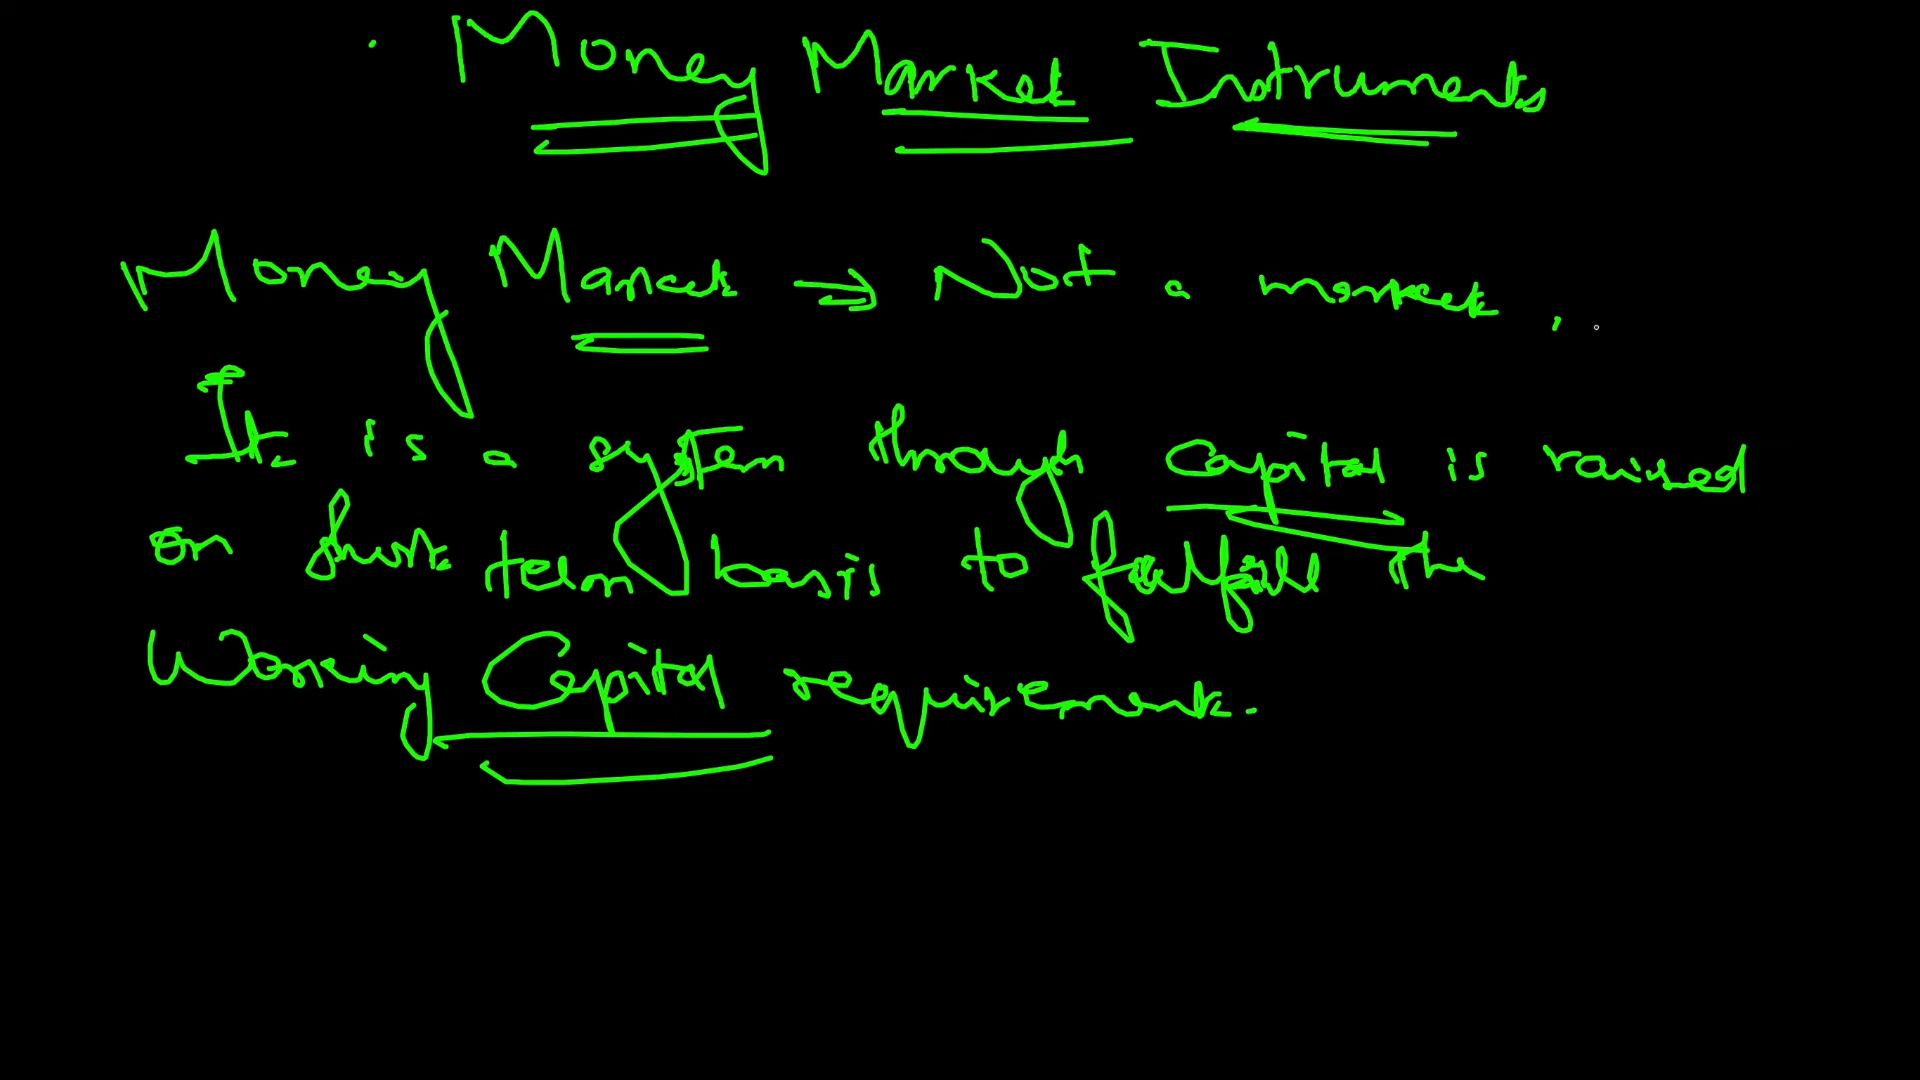 Money Market Instruments
Money Market ⇒ Not a market.
It is a system through Capital is raised
on short term basis to fulfill the
Working Capital requirement.